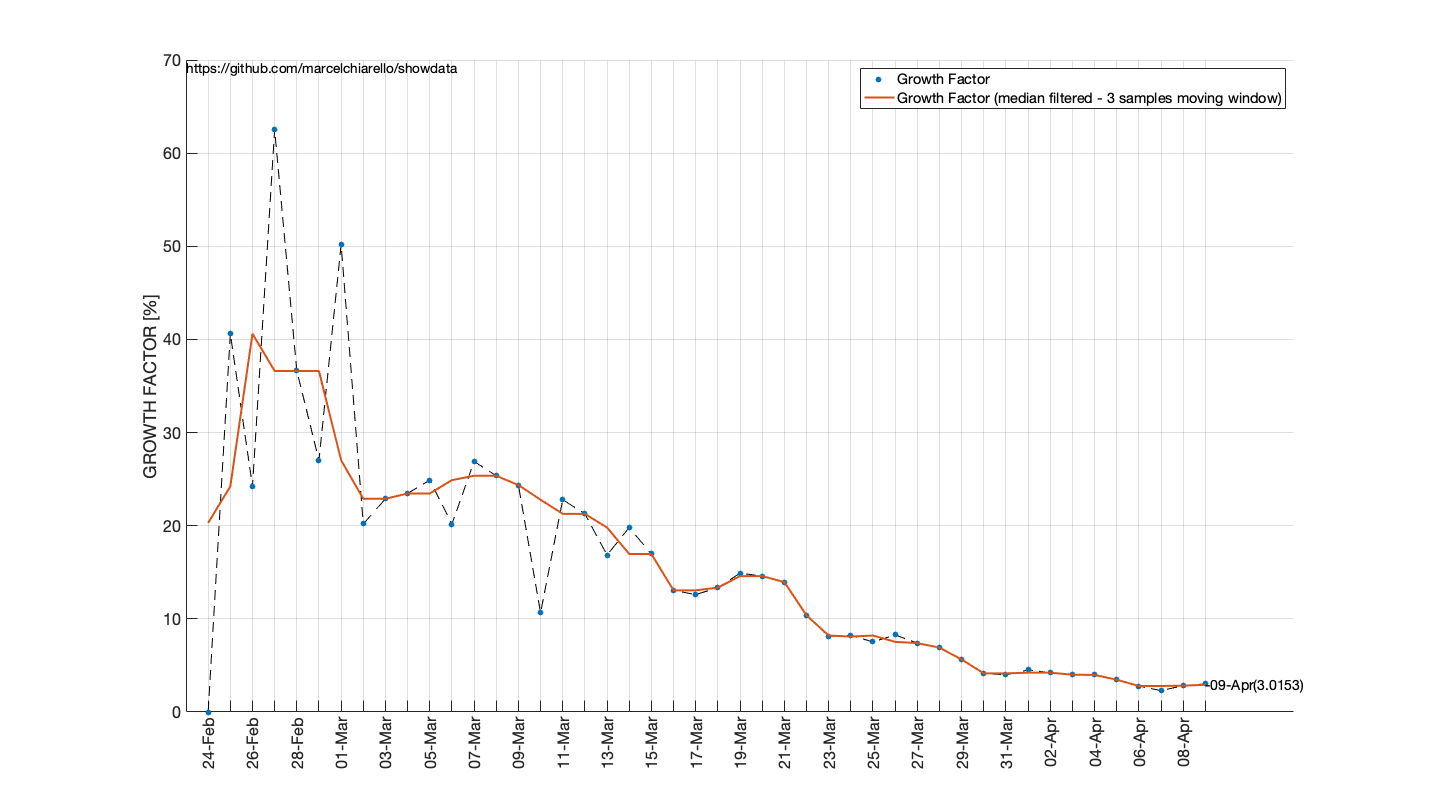 https://github.com/marcelchiarello/showdata
Growth Factor
Growth Factor (median filtered - 3 samples moving window)
GROWTH FACTOR [%]
70
60
50
40
30
20
10
0
09-Apr(3.0153)
24-Feb
26-Feb
28-Feb
01-Mar
03-Mar
05-Mar
07-Mar
09-Mar
11-Mar
13-Mar
15-Mar
17-Mar
19-Mar
21-Mar
23-Mar
25-Mar
27-Mar
29-Mar
31-Mar
02-Apr
04-Apr
06-Apr
08-Apr